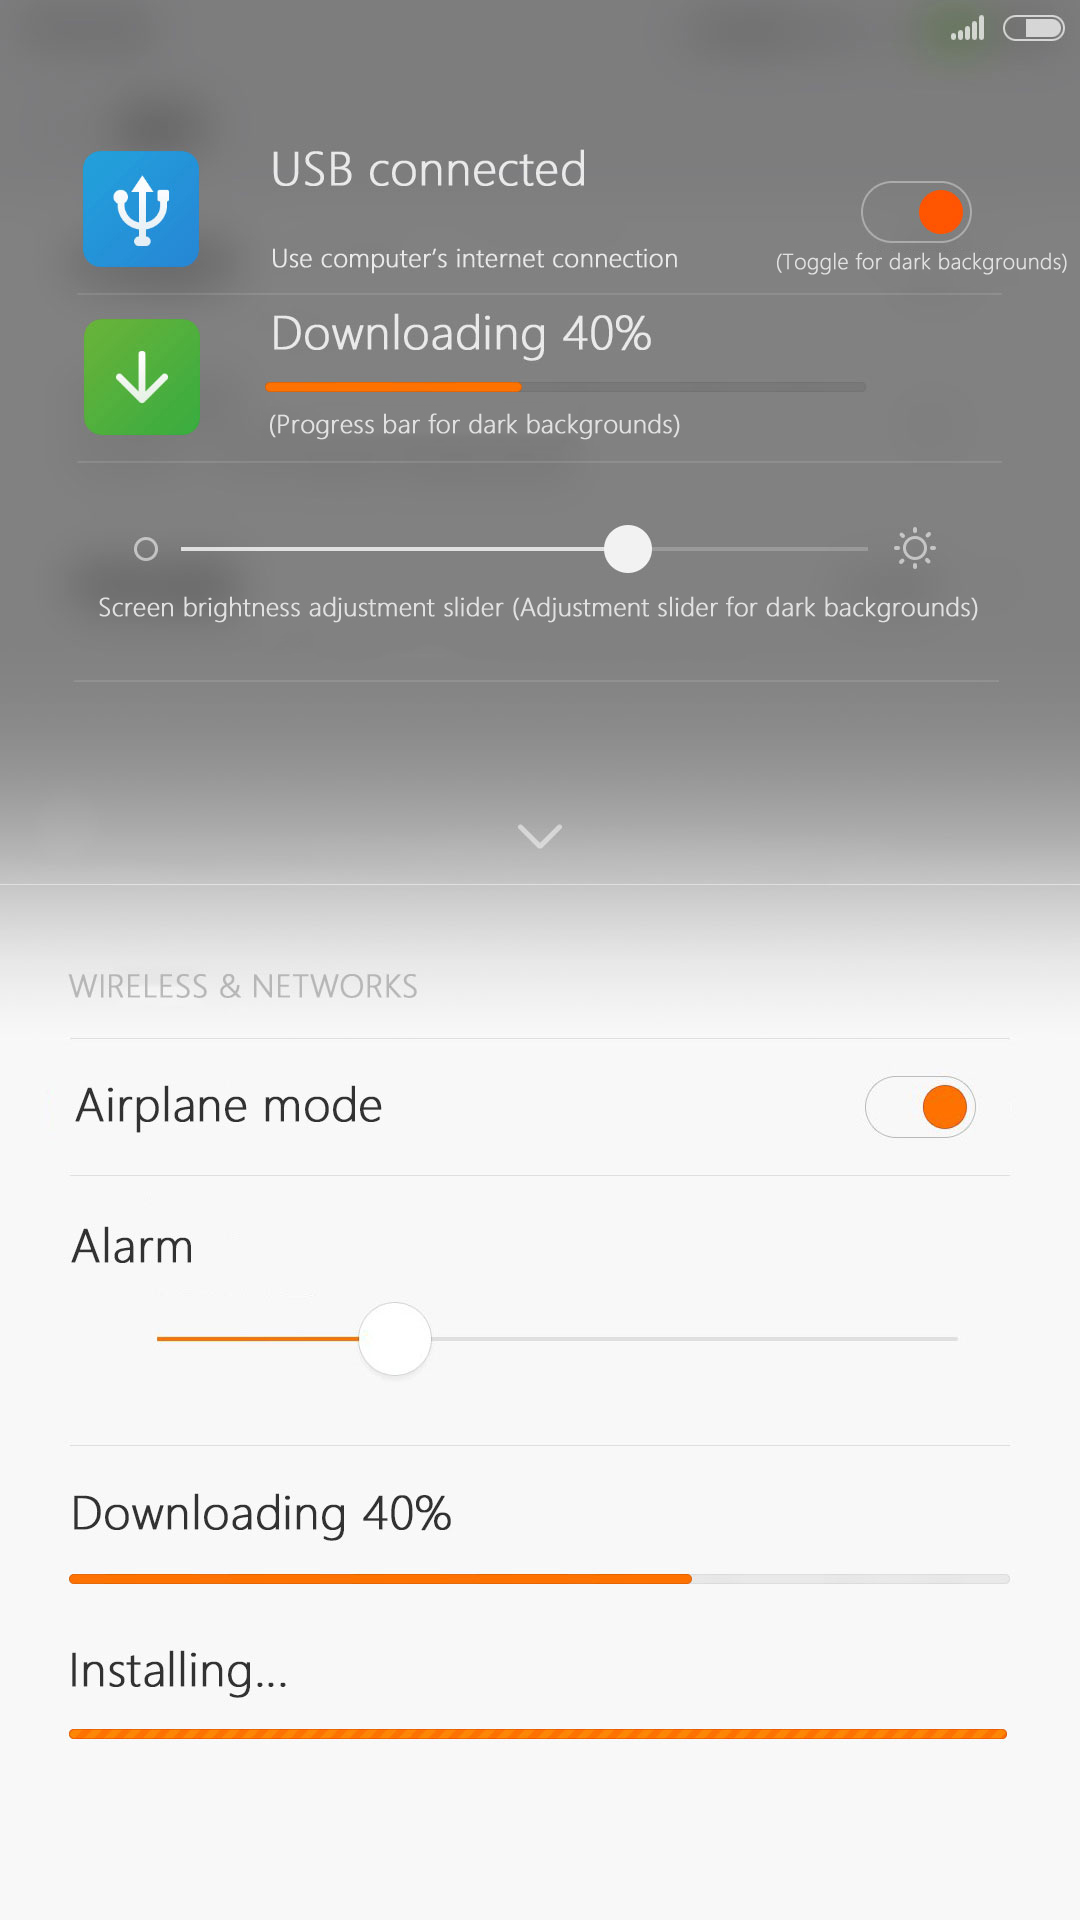 USB connected
Use computer's internet connection
(Toggle for dark backgrounds)
Downloading 40%
(Progress bar for dark backgrounds)
Screen brightness adjustment slider (Adjustment slider for dark backgrounds)
WIRELESS & NETWORKS
Airplane mode
Alarm
Downloading 40%
Installing...